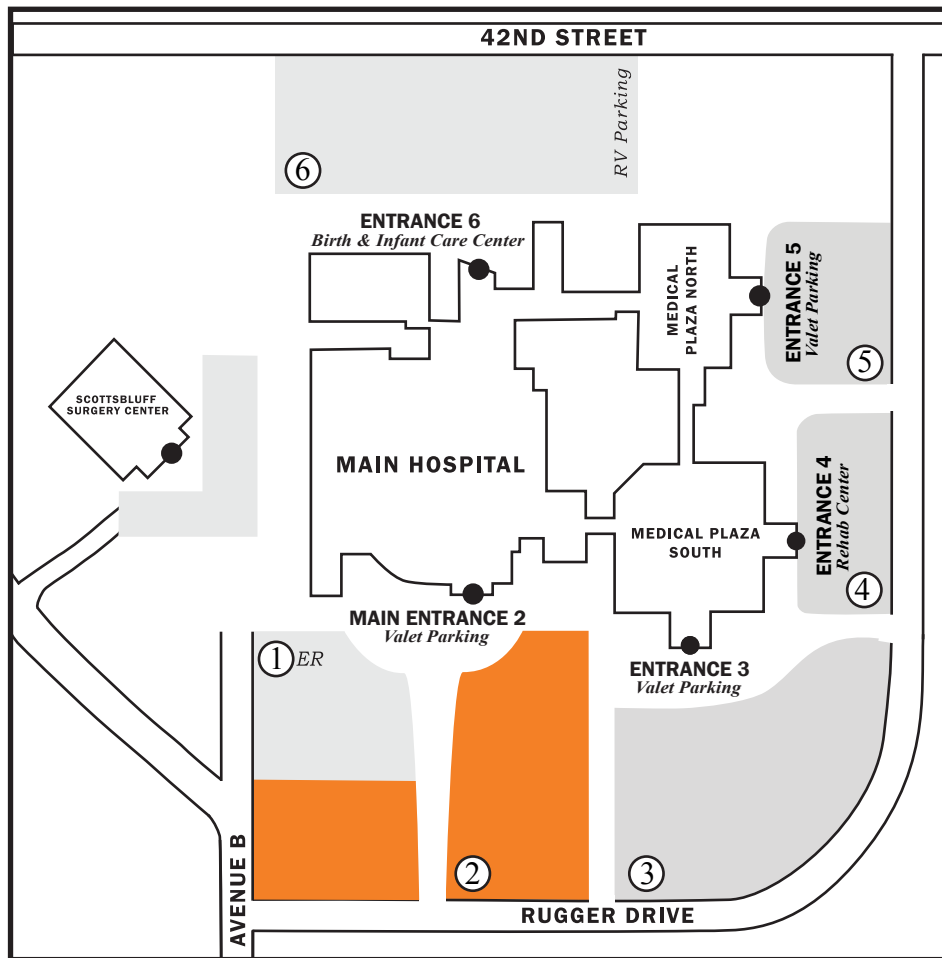 42ND STREET
RV Parking
6
ENTRANCE 6
Birth & Infant Care Center
MEDICAL
PLAZA NORTH
ENTRANCE 5
Valet Parking
5
SCOTTSBLUFF
SURGERY CENTER
MAIN HOSPITAL
MEDICAL PLAZA
SOUTH
ENTRANCE 4
Rehab Center
4
MAIN ENTRANCE 2
Valet Parking
1 ER
ENTRANCE 3
Valet Parking
2
3
AVENUE B
RUGGER DRIVE